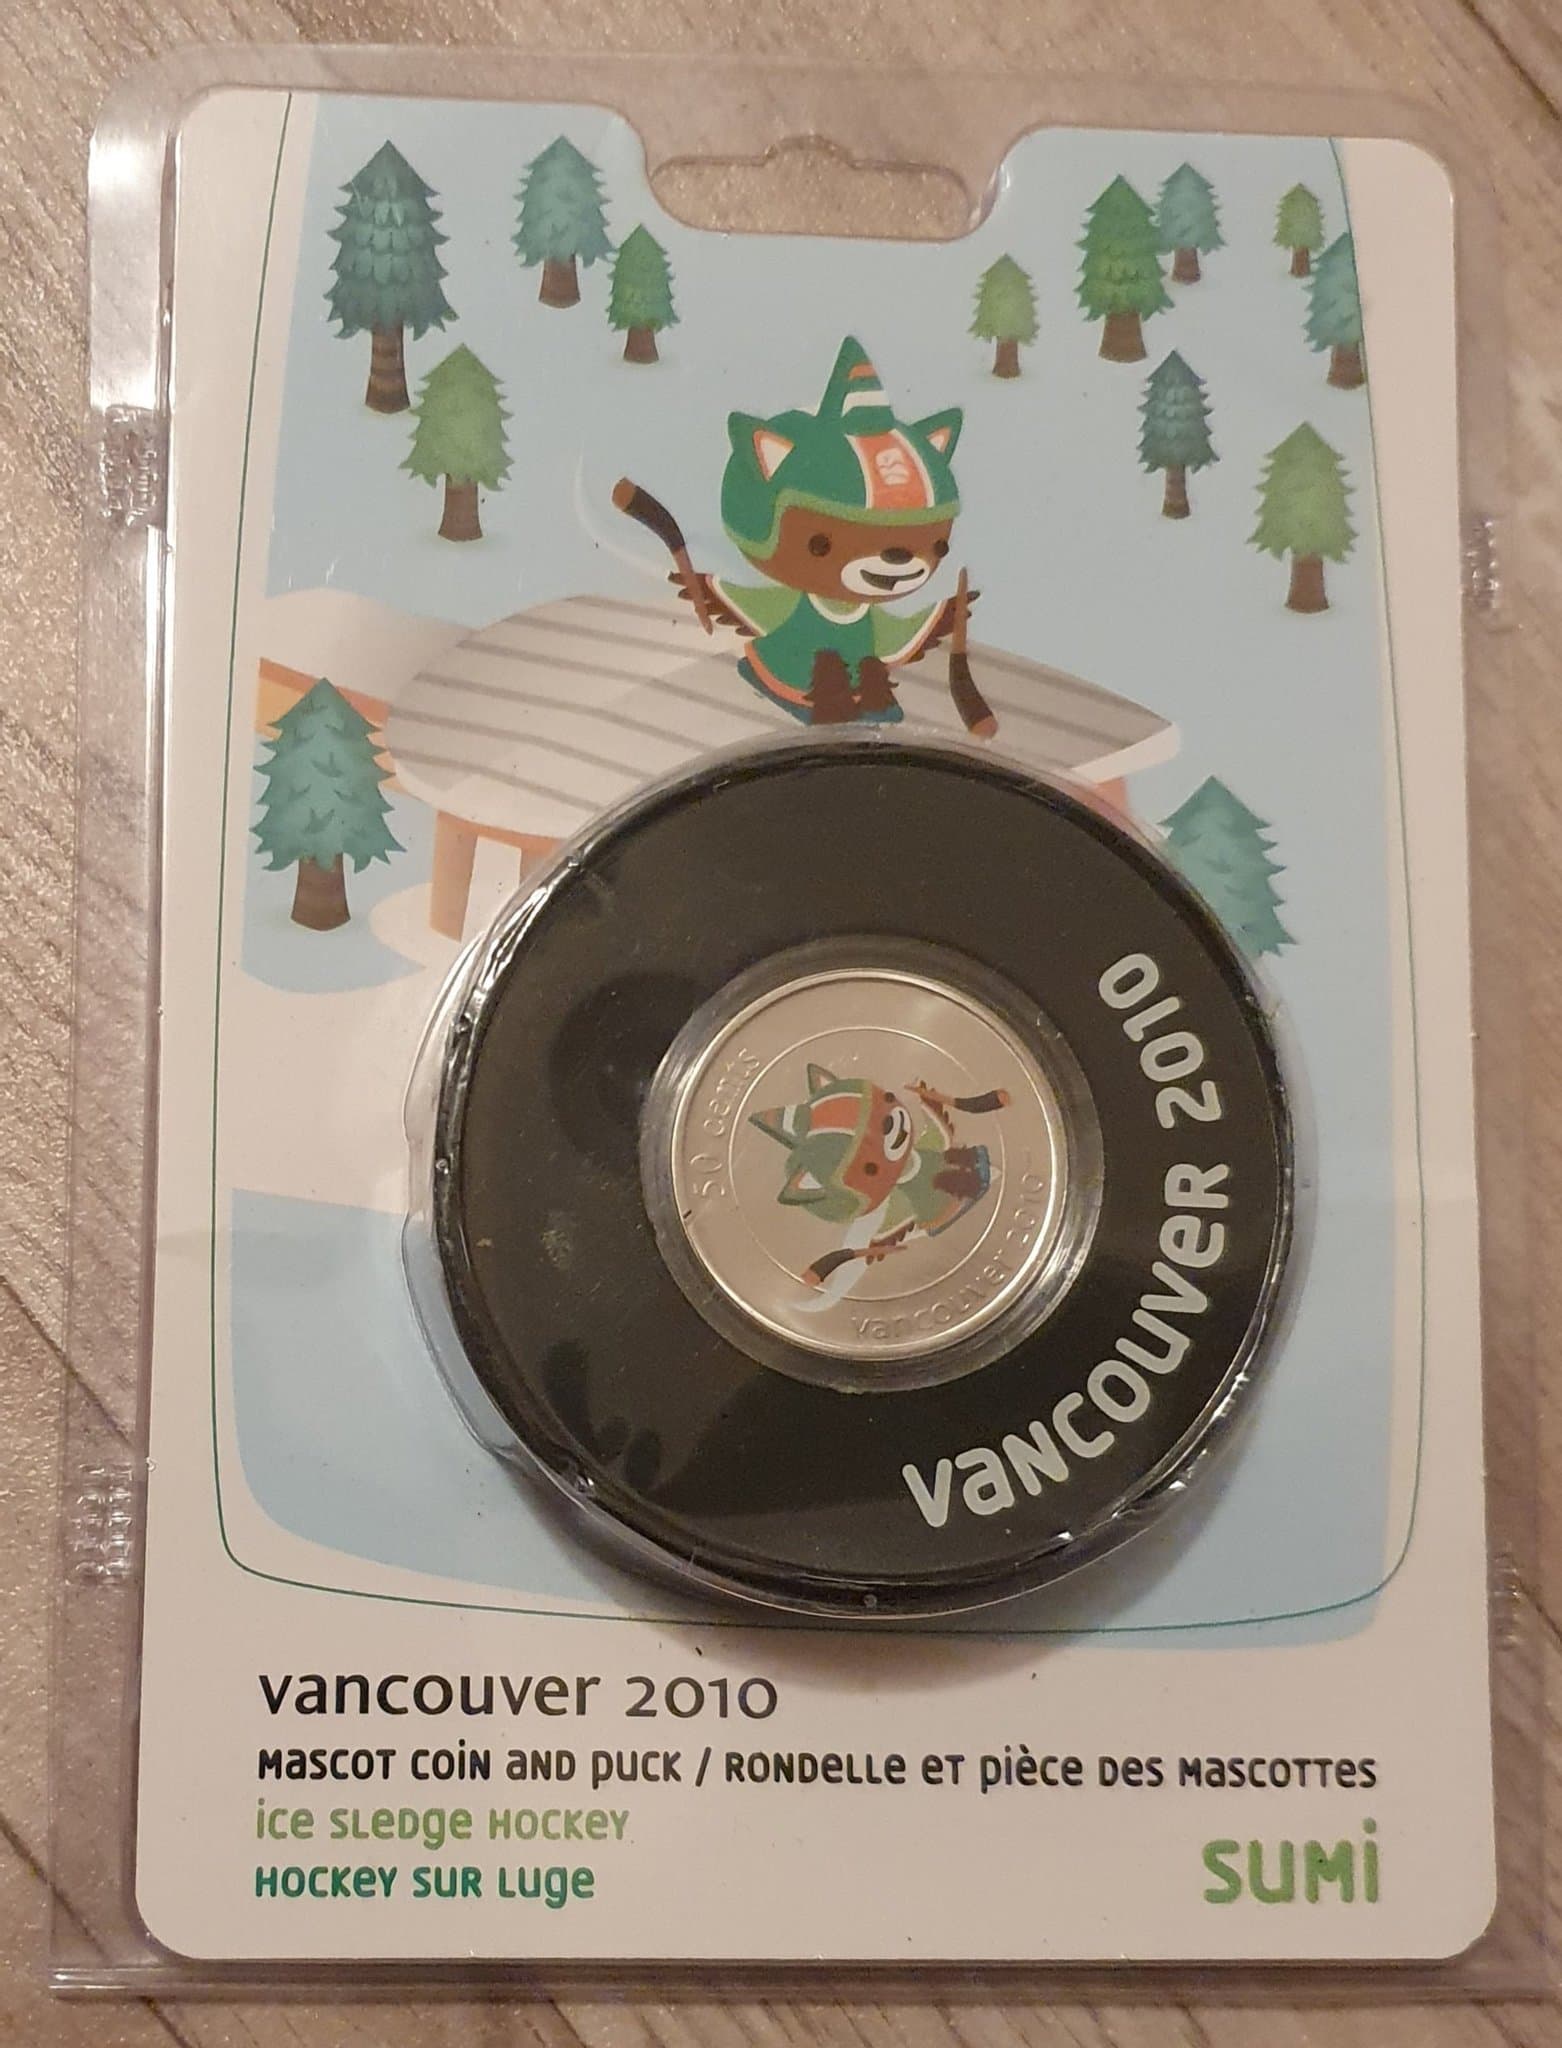 50 cents
vancouver 2010
VANCOUVER 2010
vancouver 2010
MASCOT COIN AND PUCK / RONDELLE ET PIÈCE DES MASCOTTES
ICE SLEDGE HOCKEY
HOCKEY SUR LUGE
SUMI